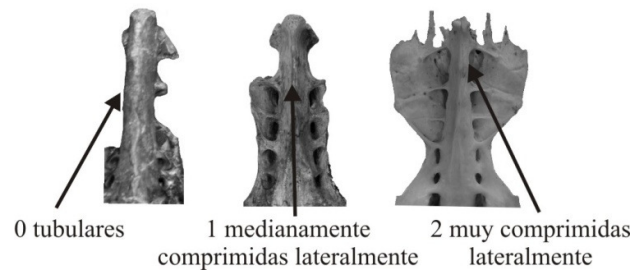 0 tubulares
1 medianamente
comprimidas lateralmente
2 muy comprimidas
lateralmente